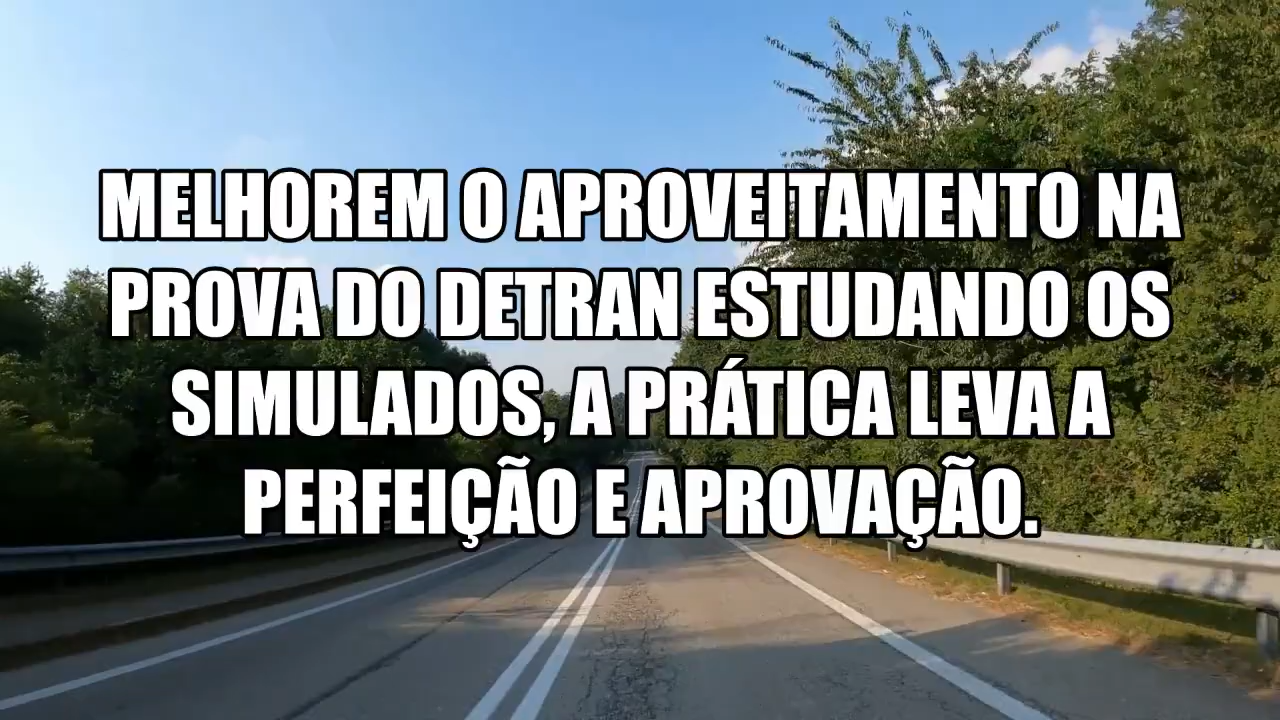 MELHOREM O APROVEITAMENTO NA
PROVA DO DETRAN ESTUDANDO OS
SIMULADOS, A PRÁTICA LEVA A
PERFEIÇÃO E APROVAÇÃO.